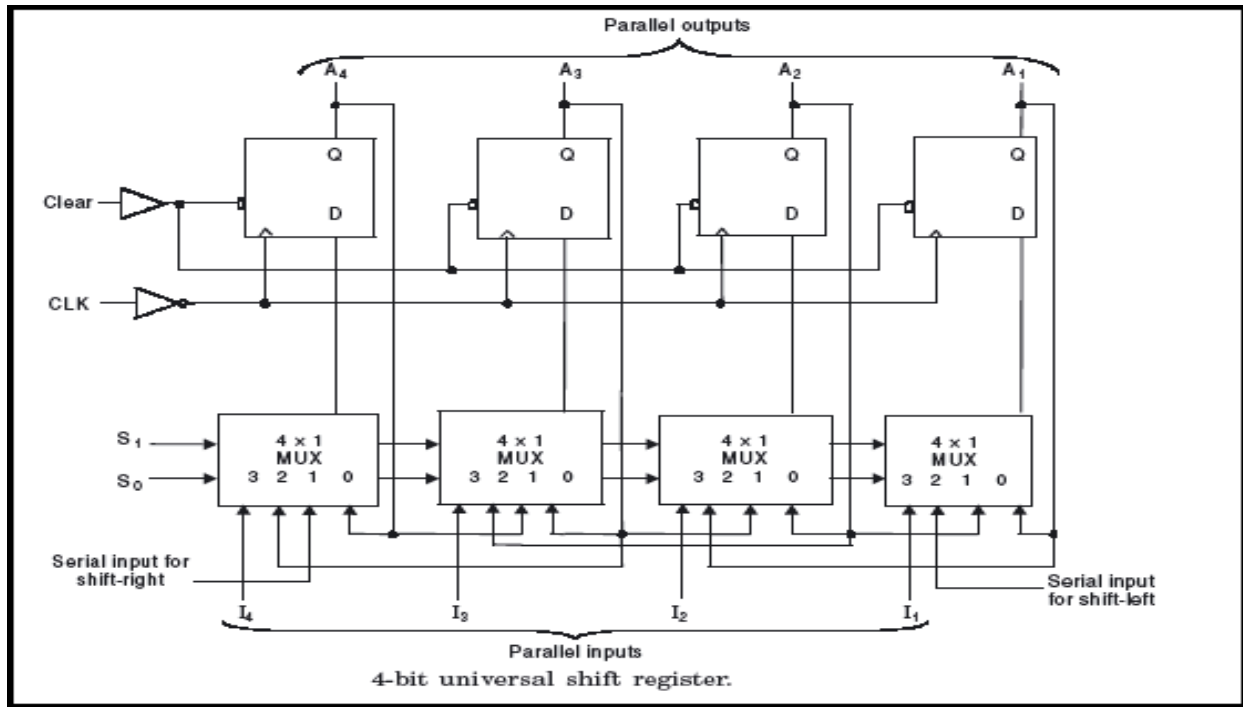 Parallel outputs
A4 A3 A2 A1
Q Q Q Q
Clear
D D D D
CLK
S1
S0
4 × 1 4 × 1 4 × 1 4 × 1
MUX MUX MUX MUX
3 2 1 0 3 2 1 0 3 2 1 0 3 2 1 0
Serial input for
shift-right
Serial input
for shift-left
I4 I3 I2 I1
Parallel inputs
4-bit universal shift register.